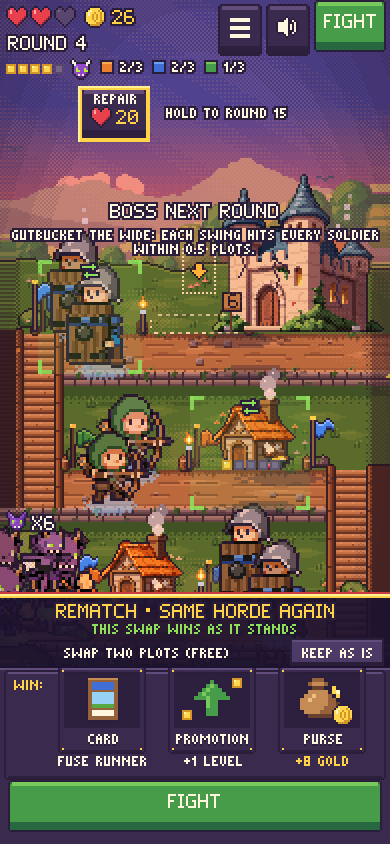 26
FIGHT
ROUND 4
2/3 2/3 1/3
REPAIR
20
HOLD TO ROUND 15
BOSS NEXT ROUND
GUTBUCKET THE WIDE: EACH SWING HITS EVERY SOLDIER
WITHIN 0.5 PLOTS.
6
X6
REMATCH • SAME HORDE AGAIN
THIS SWAP WINS AS IT STANDS
SWAP TWO PLOTS (FREE)
KEEP AS IS
WIN:
CARD PROMOTION PURSE
FUSE RUNNER +1 LEVEL +8 GOLD
FIGHT